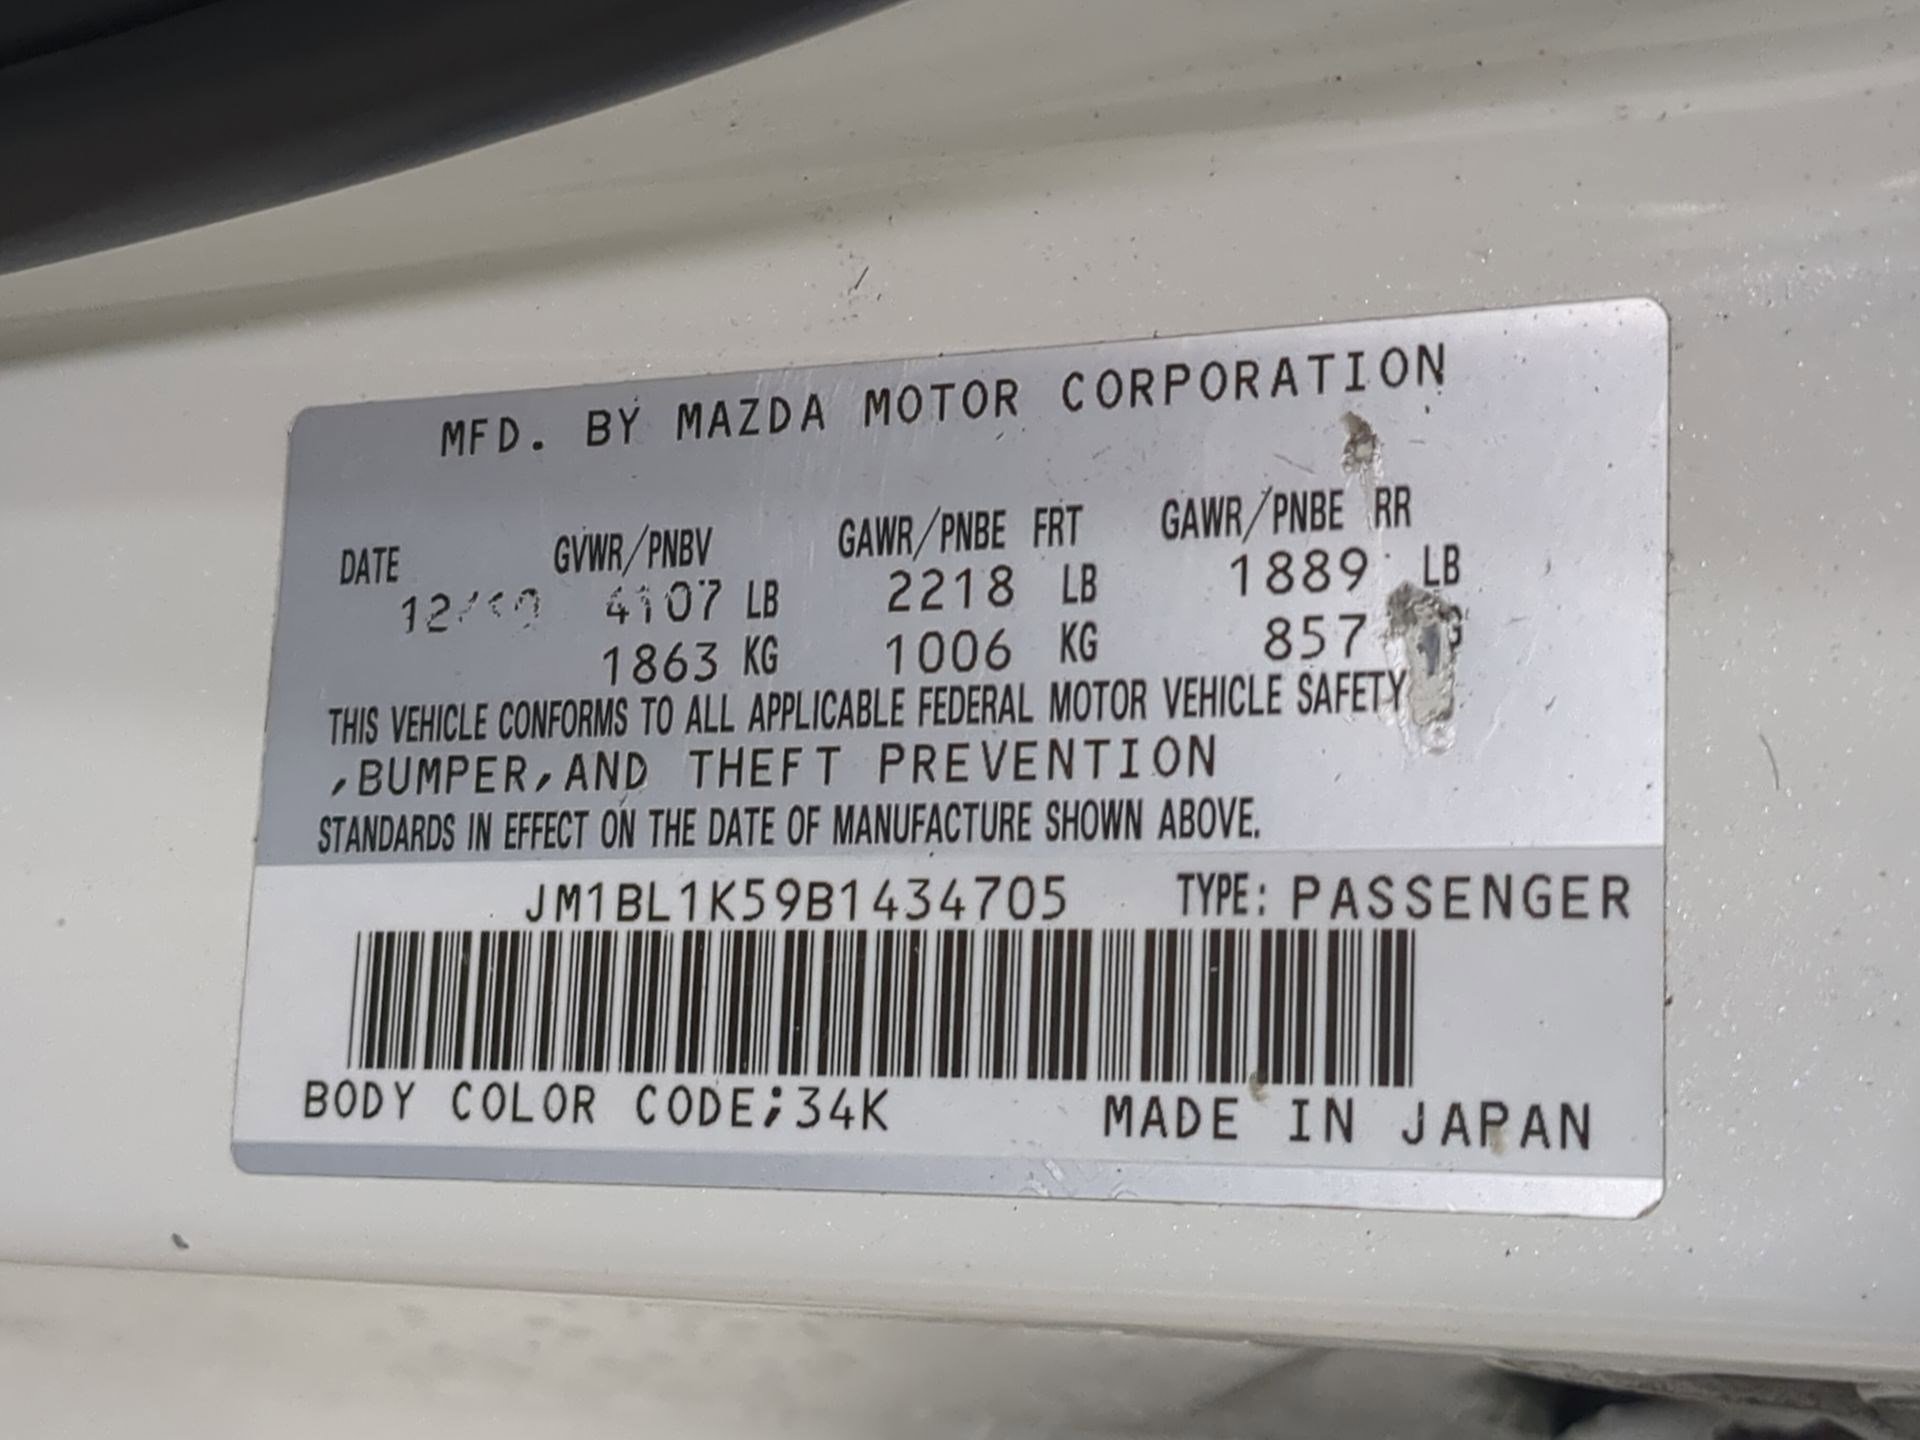 MFD. BY MAZDA MOTOR CORPORATION
DATE GVWR/PNBV GAWR/PNBE FRT GAWR/PNBE RR
4107 LB 2218 LB 1889 LB
1863 KG 1006 KG 857
THIS VEHICLE CONFORMS TO ALL APPLICABLE FEDERAL MOTOR VEHICLE SAFETY
,BUMPER,AND THEFT PREVENTION
STANDARDS IN EFFECT ON THE DATE OF MANUFACTURE SHOWN ABOVE.
JM1BL1K59B1434705 TYPE: PASSENGER
BODY COLOR CODE;34K MADE IN JAPAN